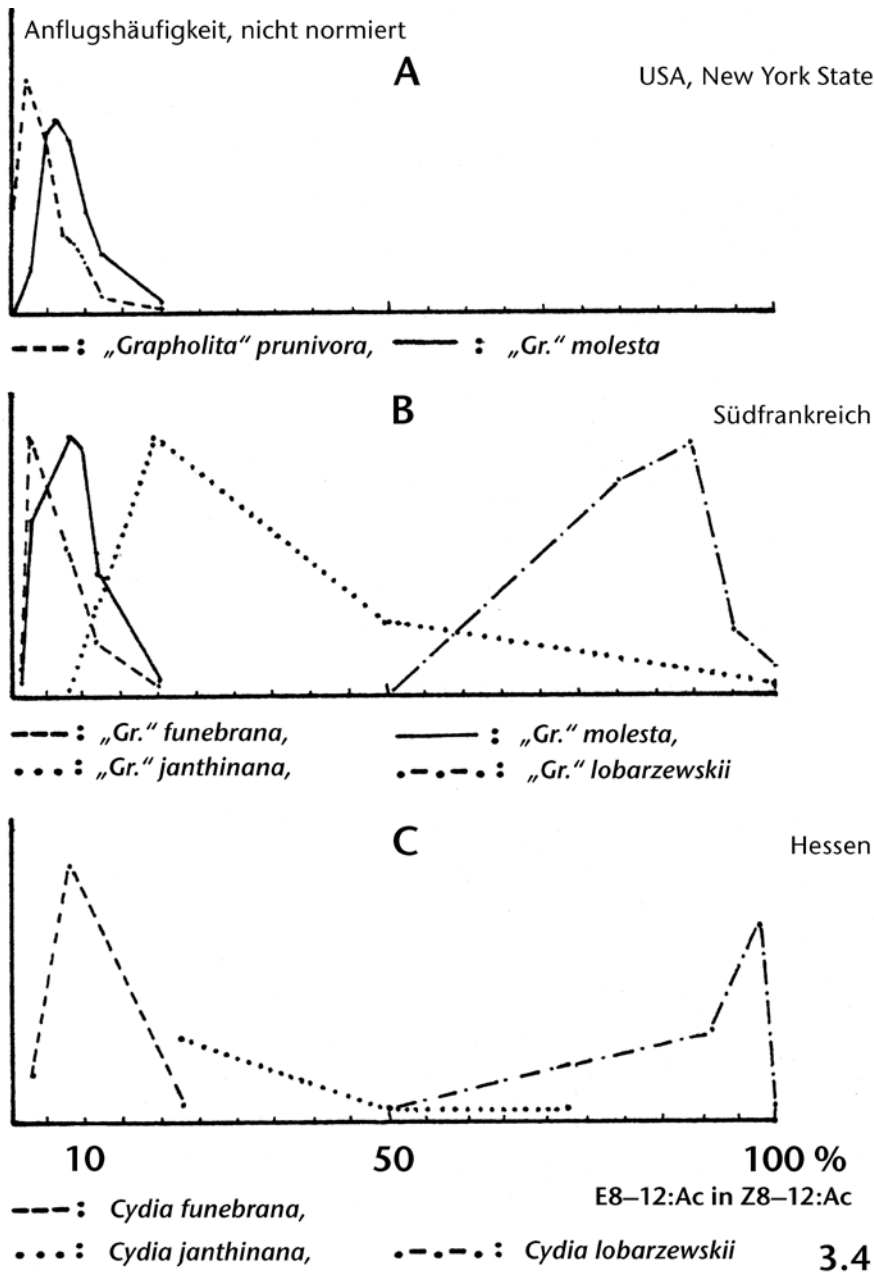 Anflugshäufigkeit, nicht normiert
A
USA, New York State
: „Grapholita“ prunivora, : „Gr.“ molesta
B
Südfrankreich
: „Gr.“ funebrana, : „Gr.“ molesta,
: „Gr.“ janthinana, : „Gr.“ lobarzewskii
C
Hessen
10 50 100 %
E8–12:Ac in Z8–12:Ac
: Cydia funebrana,
: Cydia janthinana, : Cydia lobarzewskii
3.4